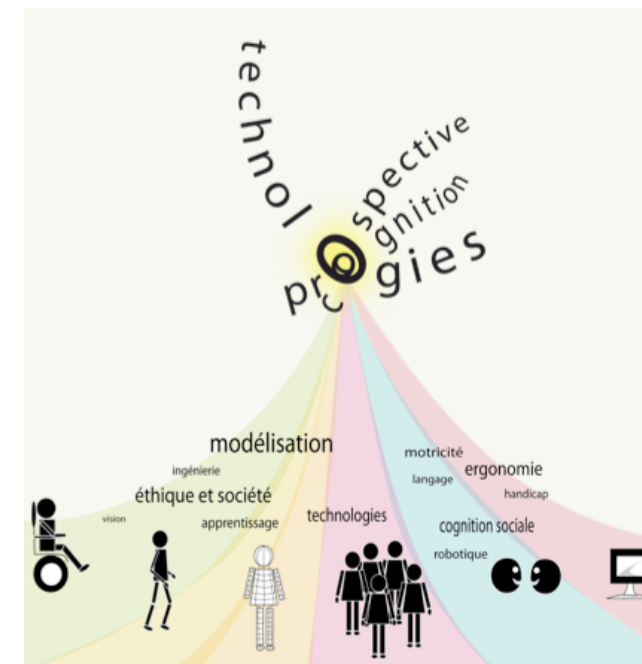 technologies
prospective
cognition
modélisation
motricité
ingénierie
ergonomie
langage
éthique et société
handicap
vision
apprentissage
technologies
cognition sociale
robotique